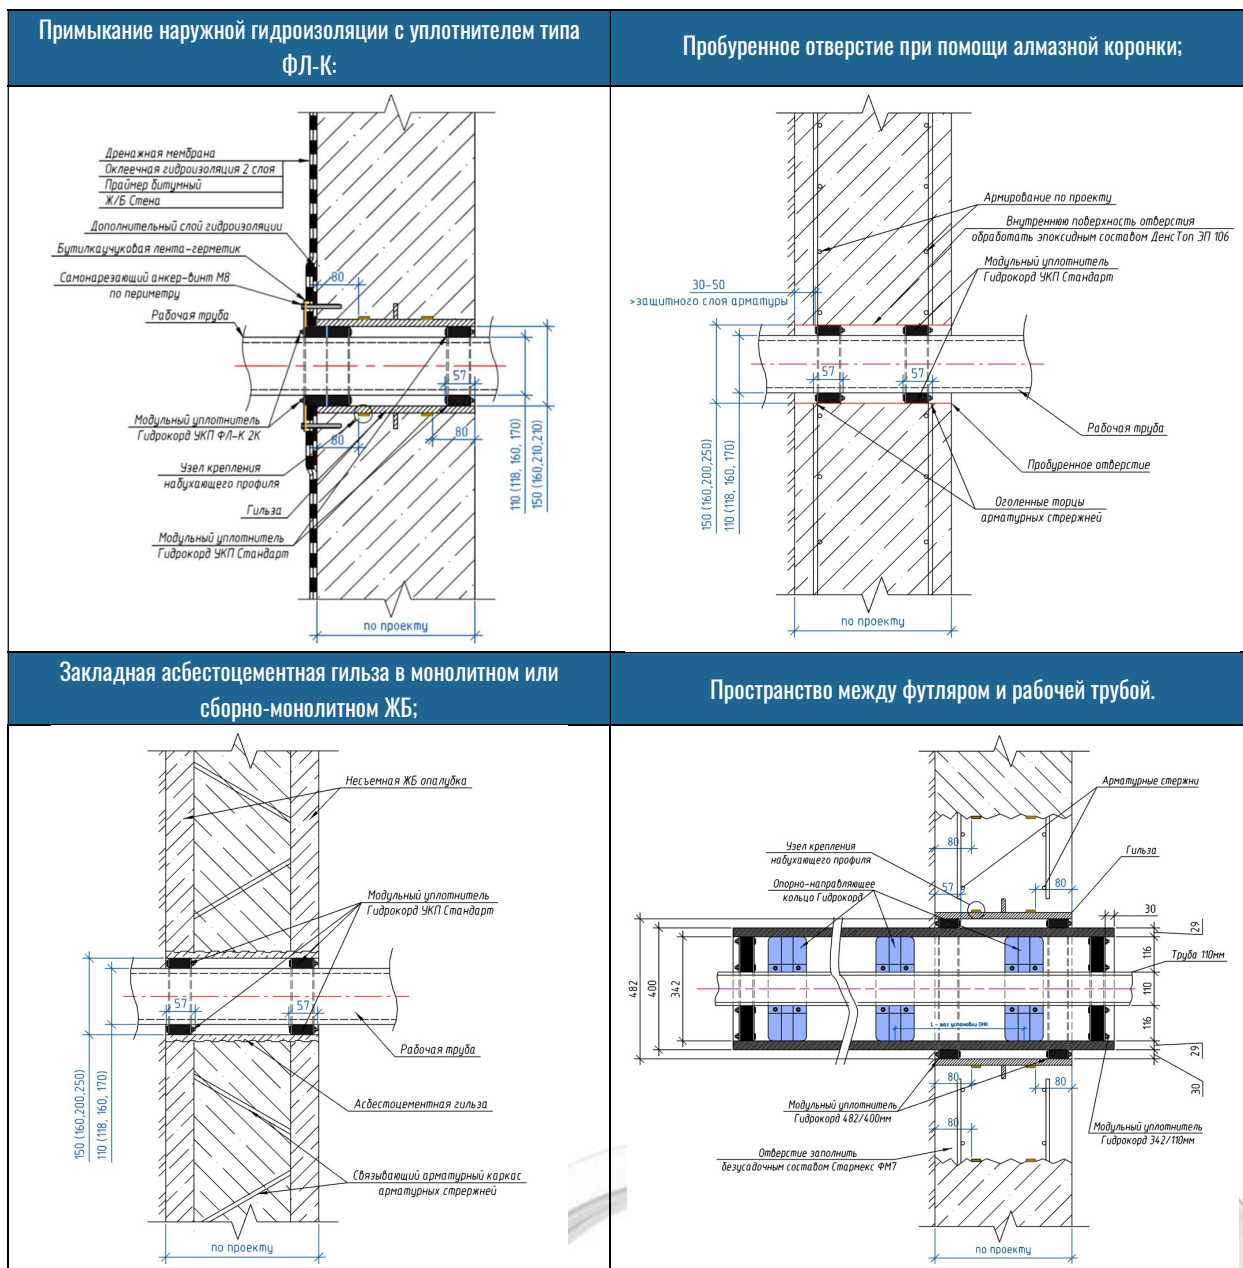 Примыкание наружной гидроизоляции с уплотнителем типа
ФЛ-К:
Дренажная мембрана
Оклеечная гидроизоляция 2 слоя
Праймер битумный
Ж/Б Стена
Дополнительный слой гидроизоляции
Бутилкаучуковая лента-герметик
Самонарезающий анкер-винт М8
по периметру
Рабочая труба
80
57
80
80
Модульный уплотнитель
Гидрокорд УКП ФЛ-К 2К
Узел крепления
набухающего профиля
Гильза
Модульный уплотнитель
Гидрокорд УКП Стандарт
110 (118, 160, 170)
150 (160,210,210)
по проекту
Пробуренное отверстие при помощи алмазной коронки;
Армирование по проекту
Внутреннюю поверхность отверстия
обработать эпоксидным составом ДенсТоп ЭП 106
Модульный уплотнитель
Гидрокорд УКП Стандарт
30-50
>защитного слоя арматуры
57
57
150 (160,200,250)
110 (118, 160, 170)
Рабочая труба
Пробуренное отверстие
Оголенные торцы
арматурных стрержней
по проекту
Закладная асбестоцементная гильза в монолитном или
сборно-монолитном ЖБ;
Несъемная ЖБ опалубка
Модульный уплотнитель
Гидрокорд УКП Стандарт
57
57
Рабочая труба
150 (160,200,250)
110 (118, 160, 170)
Асбестоцементная гильза
Связывающий арматурный каркас
арматурных стрержней
по проекту
Пространство между футляром и рабочей трубой.
Арматурные стержни
Узел крепления
набухающего профиля
80
Гильза
Опорно-направляющее
кольцо Гидрокорд
57
80
30
29
116
Труба 110мм
482
400
342
110
L - шаг установки ОНК
116
29
80
80
30
Модульный уплотнитель
Гидрокорд 482/400мм
80
Модульный уплотнитель
Гидрокорд 342/110мм
Отверстие заполнить
безусадочным составом Стармекс ФМ7
по проекту